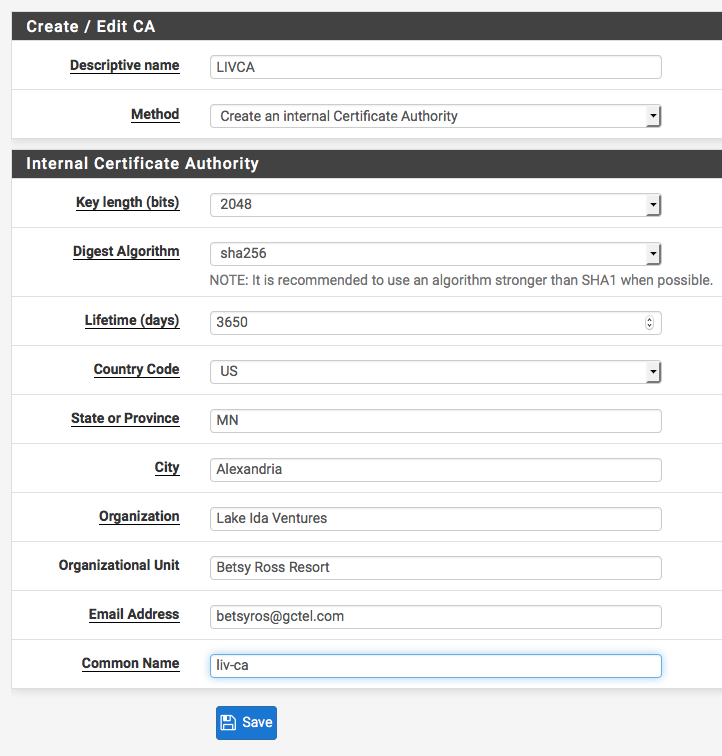 Create / Edit CA
Descriptive name LIVCA
Method Create an internal Certificate Authority
Internal Certificate Authority
Key length (bits) 2048
Digest Algorithm sha256
NOTE: It is recommended to use an algorithm stronger than SHA1 when possible.
Lifetime (days) 3650
Country Code US
State or Province MN
City Alexandria
Organization Lake Ida Ventures
Organizational Unit Betsy Ross Resort
Email Address betsyros@gctel.com
Common Name liv-ca
Save